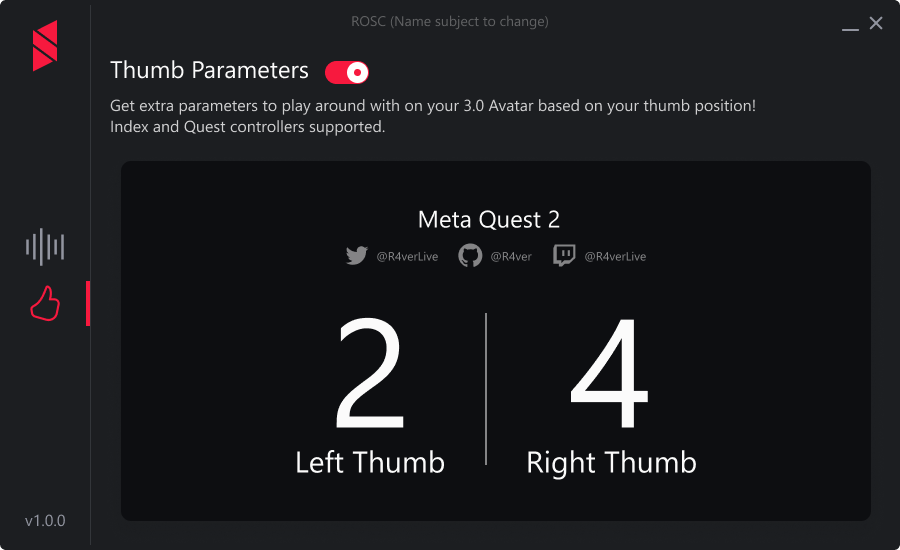 ROSC (Name subject to change)
Thumb Parameters
Get extra parameters to play around with on your 3.0 Avatar based on your thumb position!
Index and Quest controllers supported.
Meta Quest 2
@R4verLive @R4ver @R4verLive
2 4
Left Thumb Right Thumb
v1.0.0